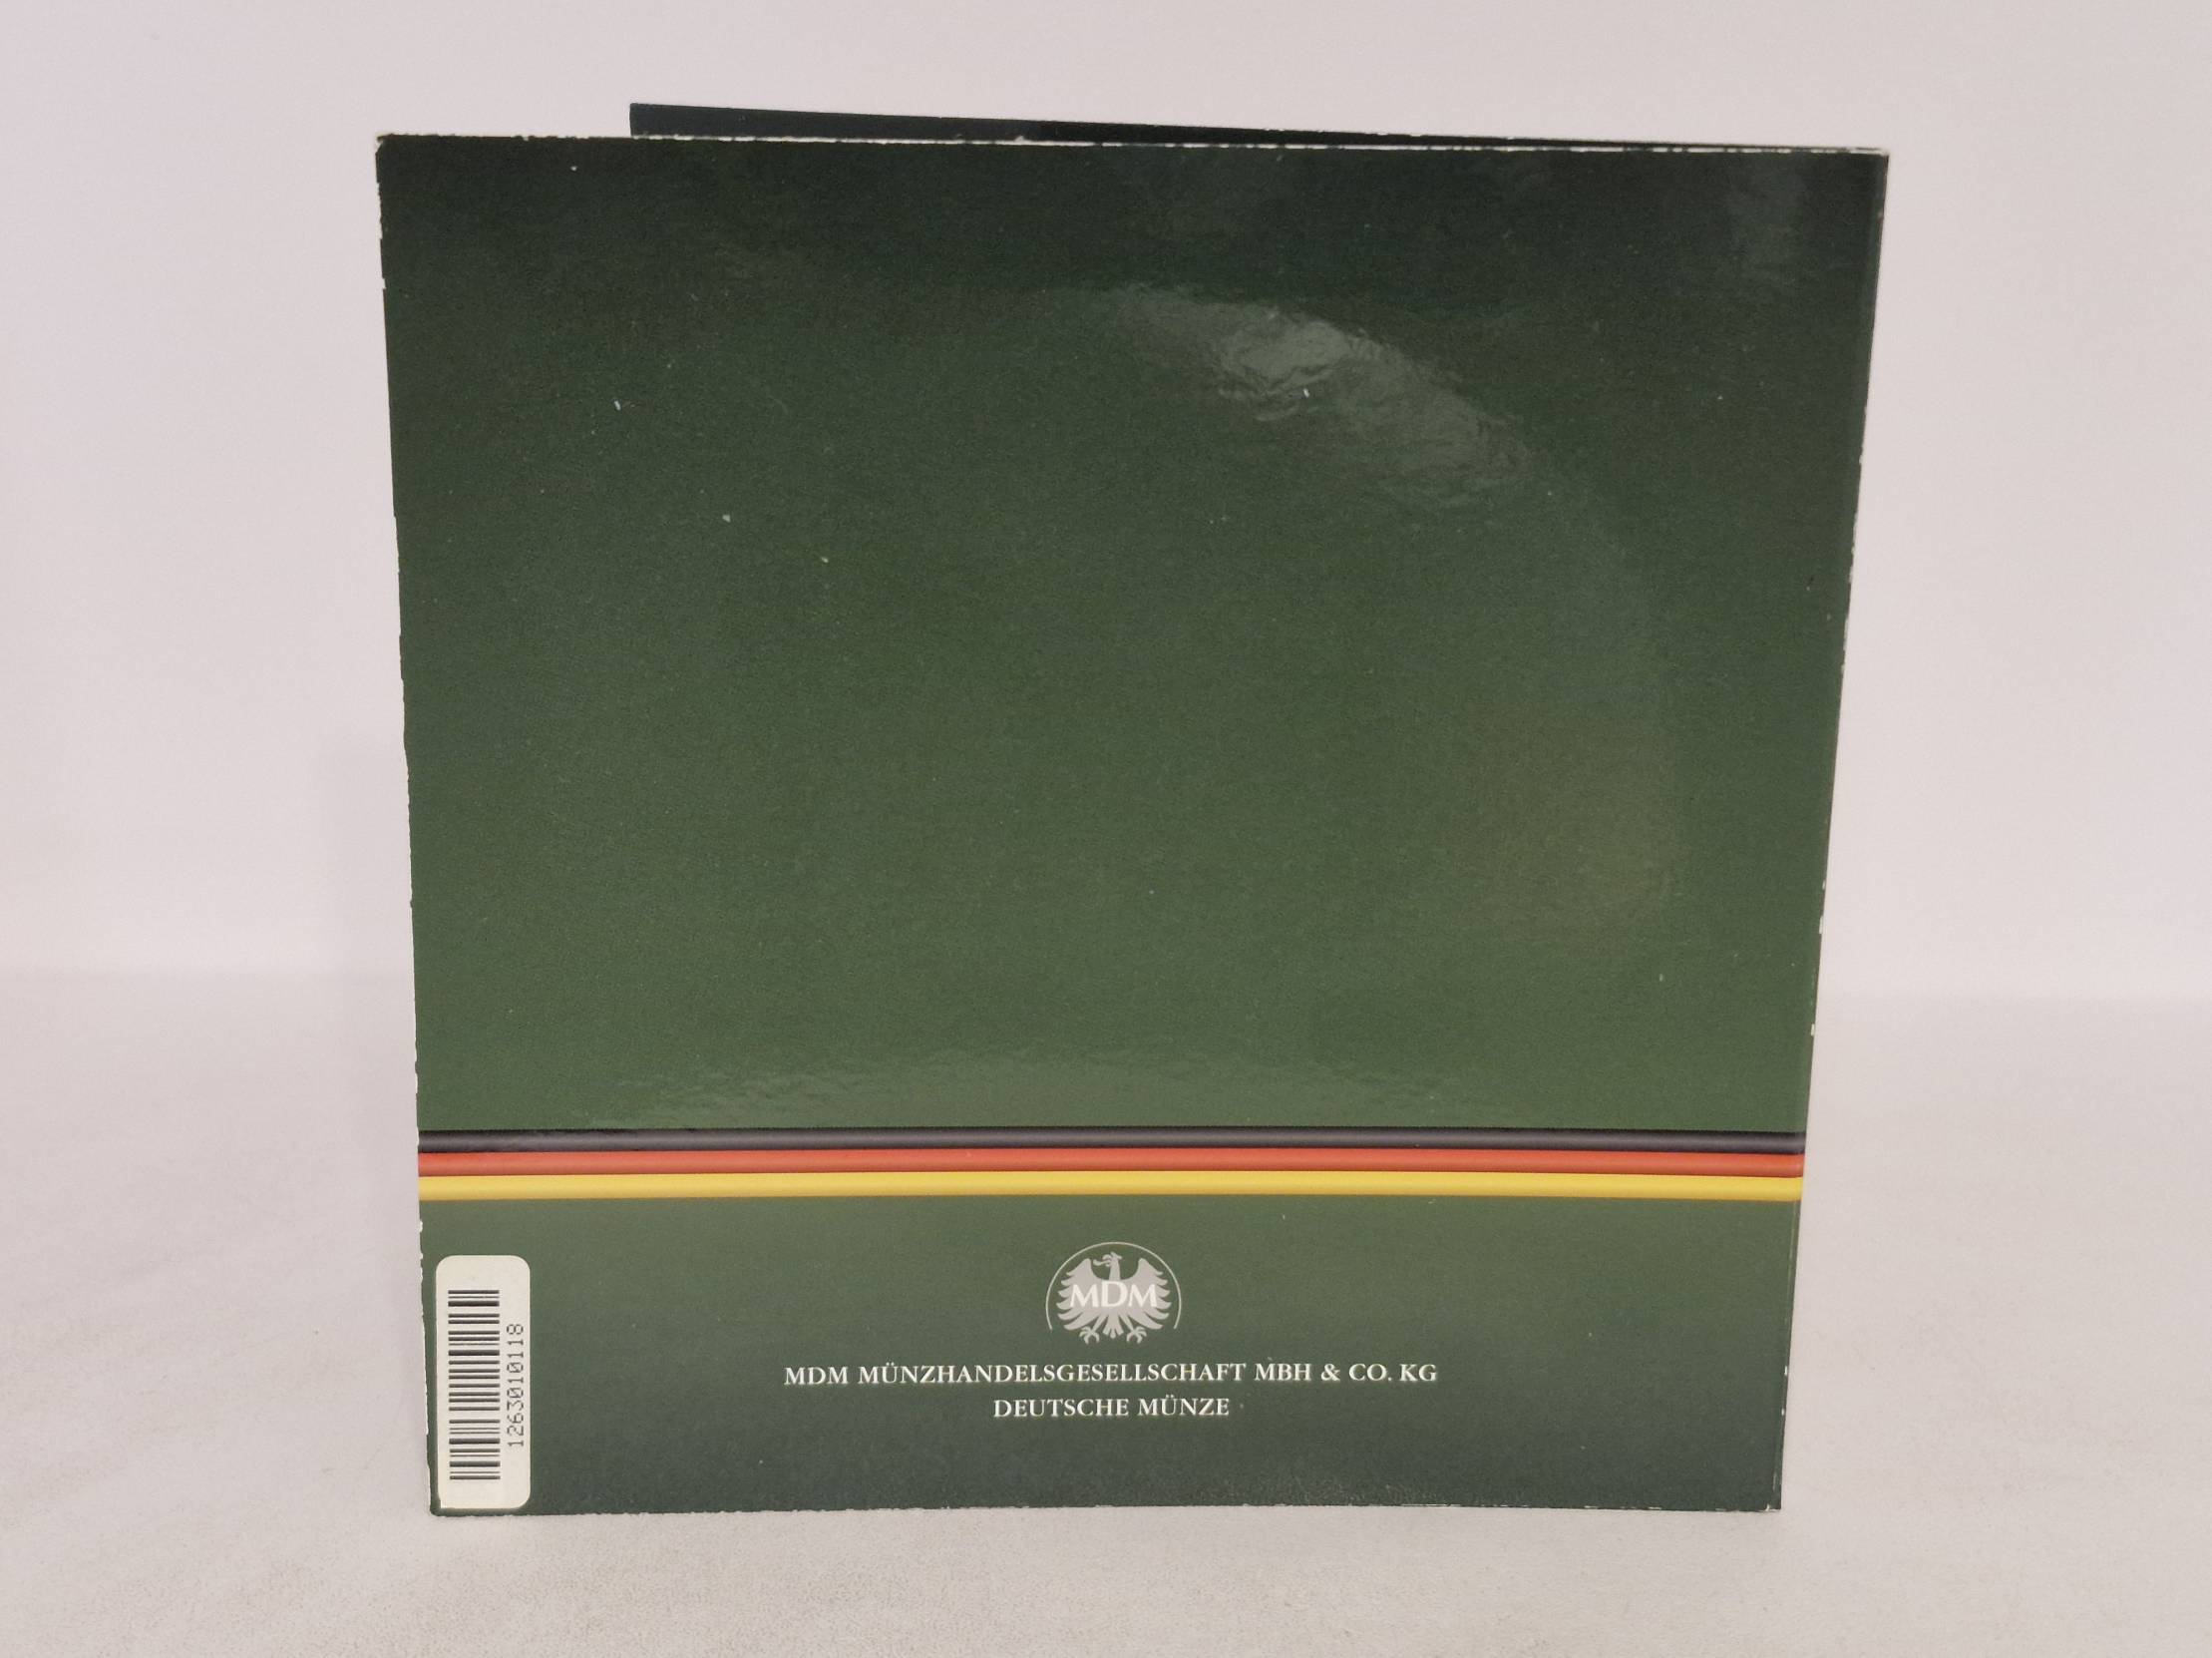 MDM
MDM MÜNZHANDELSGESELLSCHAFT MBH & CO. KG
DEUTSCHE MÜNZE
1263010118